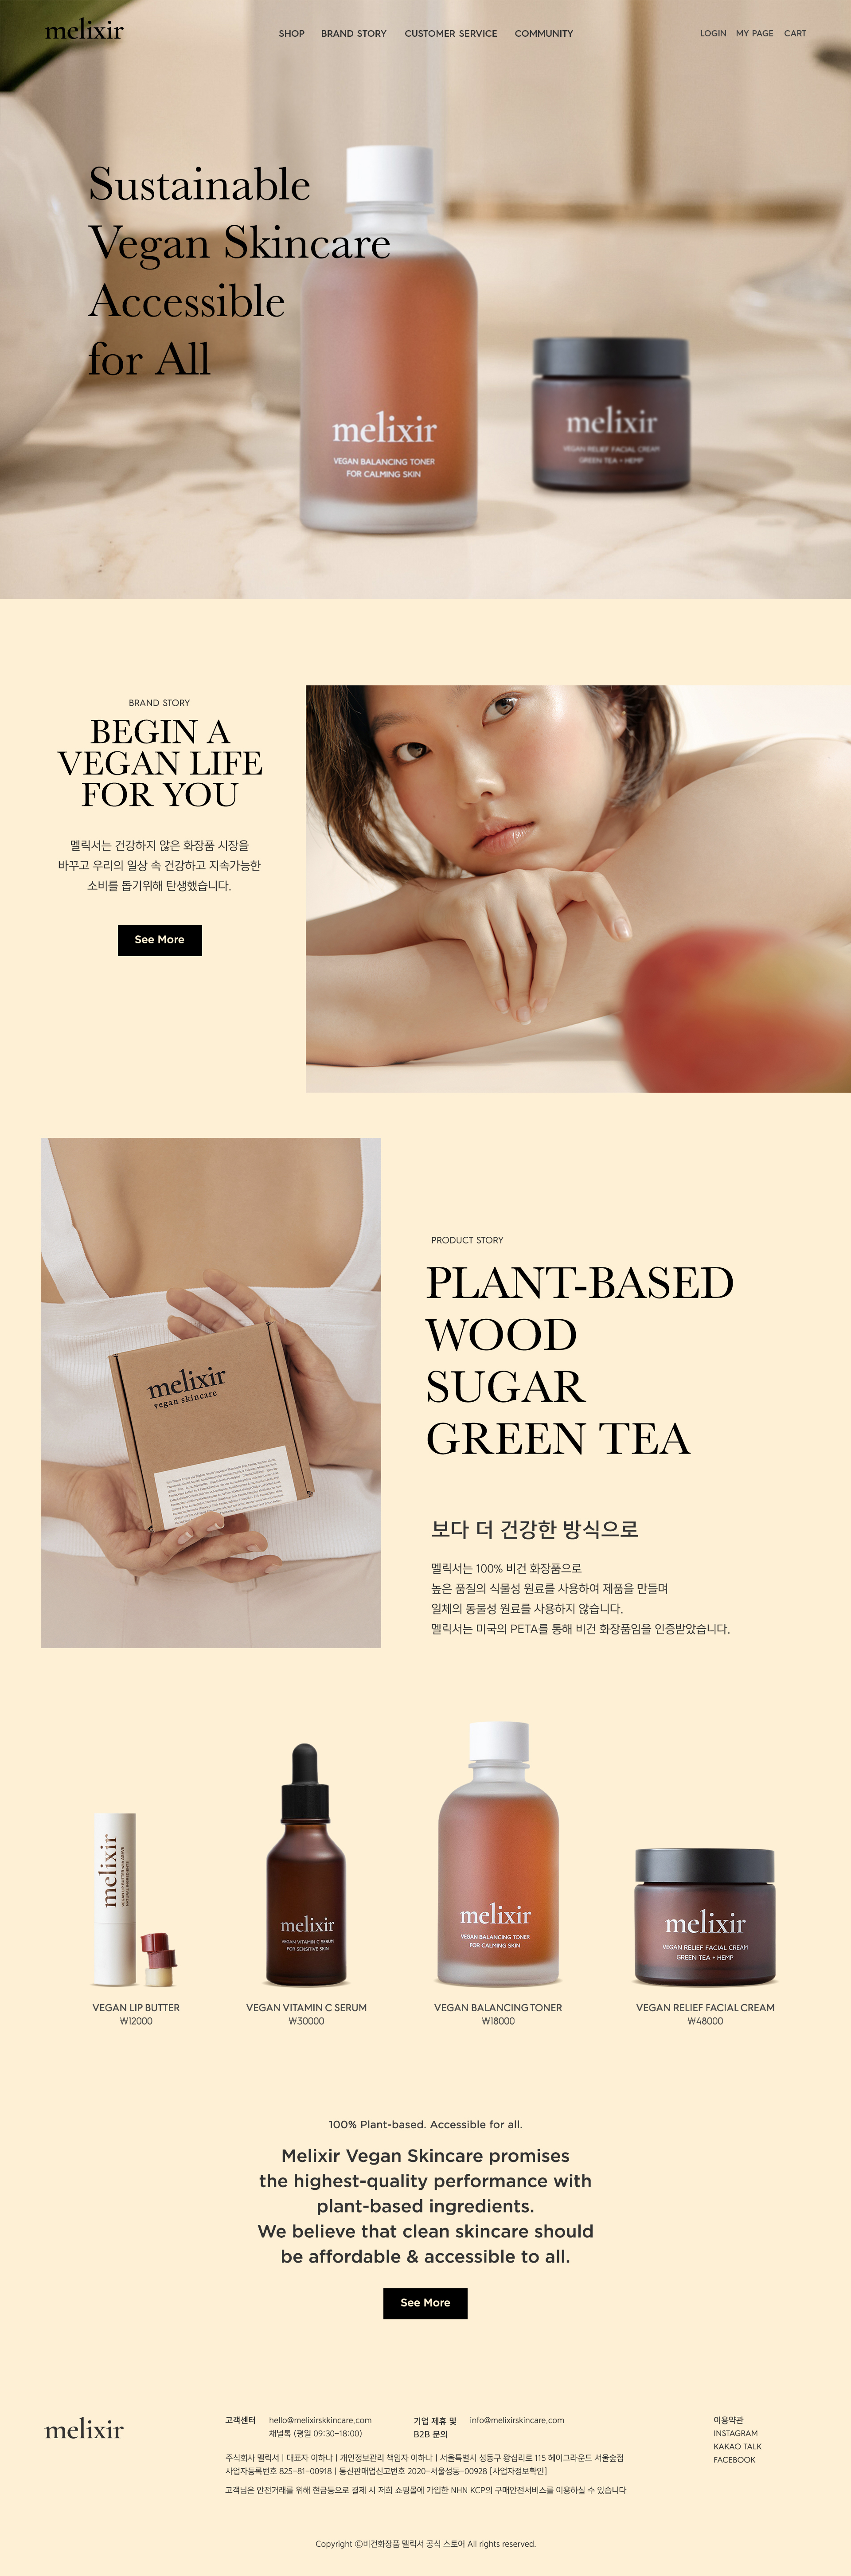 melixir
SHOP BRAND STORY CUSTOMER SERVICE COMMUNITY
LOGIN MY PAGE CART
Sustainable
Vegan Skincare
Accessible
for All
melixir
VEGAN BALANCING TONER
FOR CALMING SKIN
melixir
VEGAN RELIEF FACIAL CREAM
GREEN TEA + HEMP
BRAND STORY
BEGIN A
VEGAN LIFE
FOR YOU
멜릭서는 건강하지 않은 화장품 시장을
바꾸고 우리의 일상 속 건강하고 지속가능한
소비를 돕기위해 탄생했습니다.
See More
melixir
vegan skincare
PRODUCT STORY
PLANT-BASED
WOOD
SUGAR
GREEN TEA
보다 더 건강한 방식으로
멜릭서는 100% 비건 화장품으로
높은 품질의 식물성 원료를 사용하여 제품을 만들며
일체의 동물성 원료를 사용하지 않습니다.
멜릭서는 미국의 PETA를 통해 비건 화장품임을 인증받았습니다.
melixir
melixir
VEGAN VITAMIN C SERUM
FOR SENSITIVE SKIN
melixir
VEGAN BALANCING TONER
FOR CALMING SKIN
melixir
VEGAN RELIEF FACIAL CREAM
GREEN TEA + HEMP
VEGAN LIP BUTTER
₩12000
VEGAN VITAMIN C SERUM
₩30000
VEGAN BALANCING TONER
₩18000
VEGAN RELIEF FACIAL CREAM
₩48000
100% Plant-based. Accessible for all.
Melixir Vegan Skincare promises
the highest-quality performance with
plant-based ingredients.
We believe that clean skincare should
be affordable & accessible to all.
See More
melixir
고객센터 hello@melixirskkincare.com
채널톡 (평일 09:30-18:00)
기업 제휴 및 info@melixirskincare.com
B2B 문의
이용약관
INSTAGRAM
KAKAO TALK
FACEBOOK
주식회사 멜릭서 | 대표자 이하나 | 개인정보관리 책임자 이하나 | 서울특별시 성동구 왕십리로 115 헤이그라운드 서울숲점
사업자등록번호 825-81-00918 | 통신판매업신고번호 2020-서울성동-00928 [사업자정보확인]
고객님은 안전거래를 위해 현금등으로 결제 시 저희 쇼핑몰에 가입한 NHN KCP의 구매안전서비스를 이용하실 수 있습니다
Copyright ⓒ비건화장품 멜릭서 공식 스토어 All rights reserved.